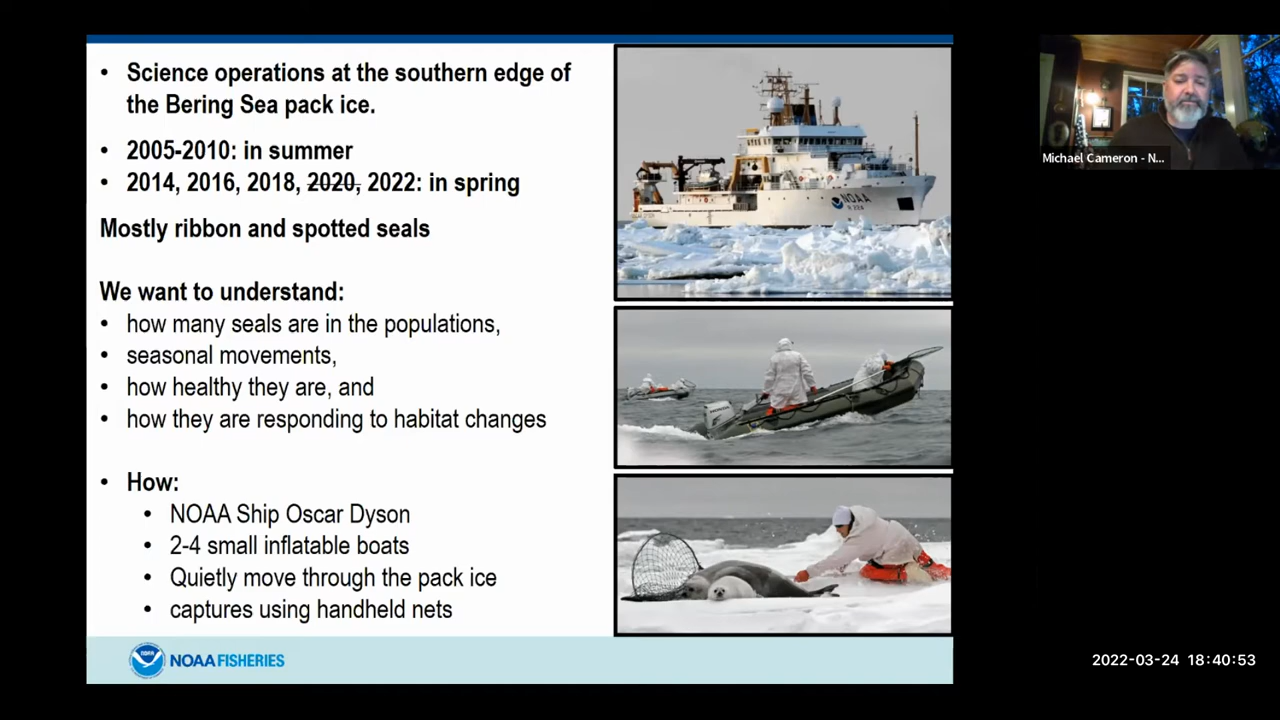 • Science operations at the southern edge of
the Bering Sea pack ice.
• 2005-2010: in summer
• 2014, 2016, 2018, 2020, 2022: in spring
Mostly ribbon and spotted seals
We want to understand:
• how many seals are in the populations,
• seasonal movements,
• how healthy they are, and
• how they are responding to habitat changes
• How:
• NOAA Ship Oscar Dyson
• 2-4 small inflatable boats
• Quietly move through the pack ice
• captures using handheld nets
NOAA
NOAA FISHERIES
NOAA
Michael Cameron - N...
2022-03-24 18:40:53